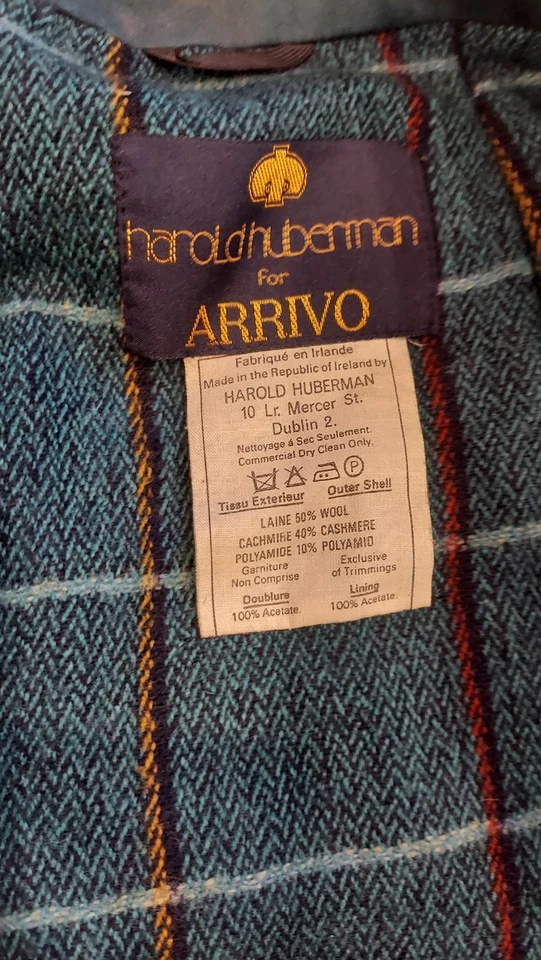 harold huberman
for
ARRIVO
Fabriqué en Irlande
Made in the Republic of Ireland by
HAROLD HUBERMAN
10 Lr. Mercer St.
Dublin 2.
Nettoyage á Sec Seulement.
Commercial Dry Clean Only.
P
Tissu Exterieur Outer Shell
LAINE 50% WOOL
CACHMIRE 40% CASHMERE
POLYAMIDE 10% POLYAMID
Garniture Exclusive
Non Comprise of Trimmings
Doublure Lining
100% Acetate. 100% Acetate.